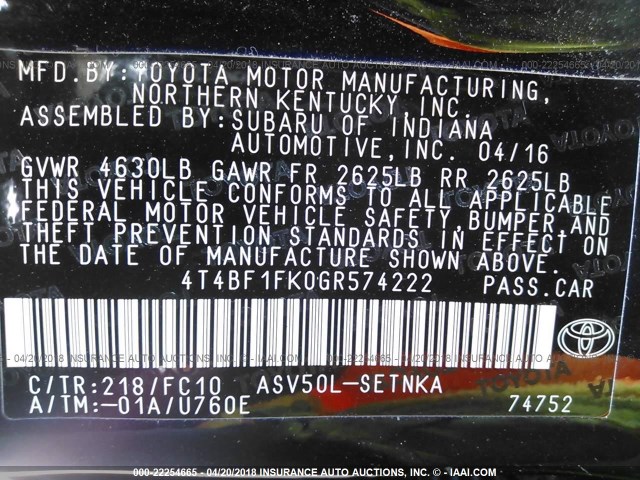 MFD.BY:TOYOTA MOTOR MANUFACTURING,
NORTHERN KENTUCKY,INC.
ASSEMBLED BY:SUBARU OF INDIANA
AUTOMOTIVE,INC. 04/16
GVWR 4630LB GAWR FR 2625LB RR 2625LB
THIS VEHICLE CONFORMS TO ALL APPLICABLE
FEDERAL MOTOR VEHICLE SAFETY,BUMPER,AND
THEFT PREVENTION STANDARDS IN EFFECT ON
THE DATE OF MANUFACTURE SHOWN ABOVE.
4T4BF1FK0GR574222 PASS.CAR
C/TR:218/FC10 ASV50L-SETNKA
A/TM:-01A/U760E 74752
000-22254665 - 04/20/2018 INSURANCE AUTO AUCTIONS, INC. - © IAAI.COM